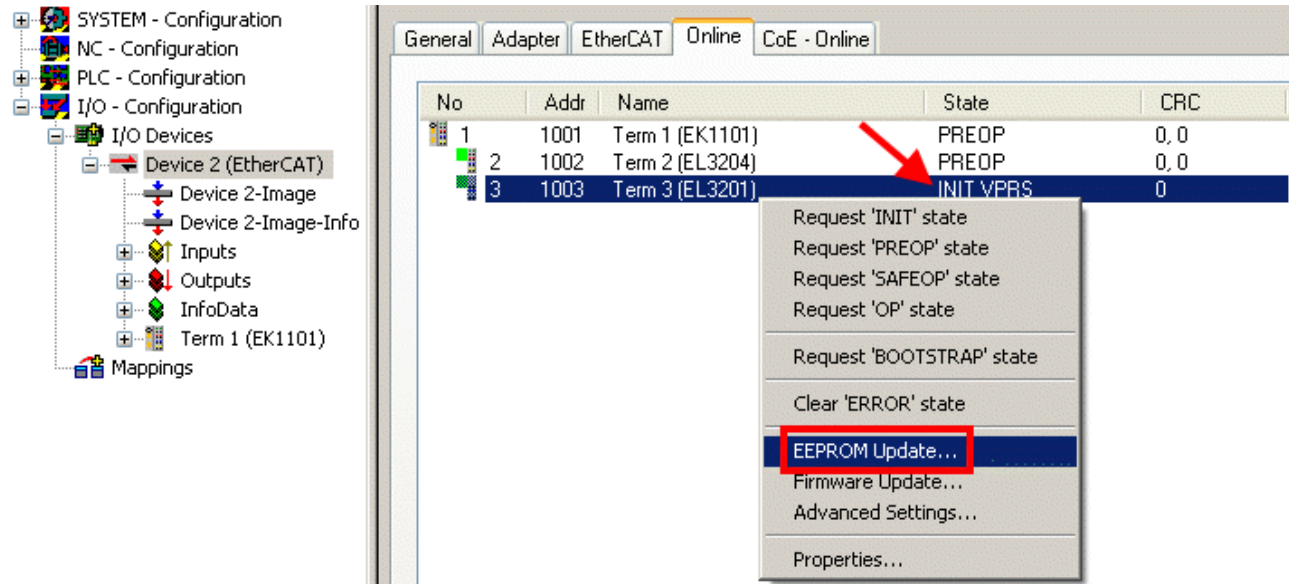 SYSTEM - Configuration
NC - Configuration
PLC - Configuration
I/O - Configuration
I/O Devices
Device 2 (EtherCAT)
Device 2-Image
Device 2-Image-Info
Inputs
Outputs
InfoData
Term 1 (EK1101)
Mappings
General Adapter EtherCAT Online CoE - Online
No Addr Name State CRC
1 1001 Term 1 (EK1101) PREOP 0, 0
2 1002 Term 2 (EL3204) PREOP 0, 0
3 1003 Term 3 (EL3201) INIT VPRS 0
Request 'INIT' state
Request 'PREOP' state
Request 'SAFEOP' state
Request 'OP' state
Request 'BOOTSTRAP' state
Clear 'ERROR' state
EEPROM Update...
Firmware Update...
Advanced Settings...
Properties...